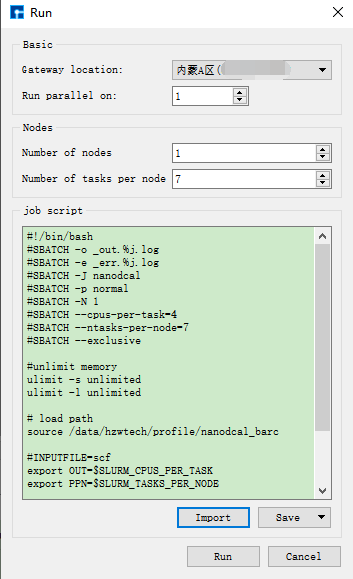 Run
Basic
Gateway location:
内蒙A区(
Run parallel on:
1
Nodes
Number of nodes
1
Number of tasks per node
7
job script
#!/bin/bash
#SBATCH -o _out.%j.log
#SBATCH -e _err.%j.log
#SBATCH -J nanodcal
#SBATCH -p normal
#SBATCH -N 1
#SBATCH --cpus-per-task=4
#SBATCH --ntasks-per-node=7
#SBATCH --exclusive
#unlimit memory
ulimit -s unlimited
ulimit -l unlimited
# load path
source /data/hzwtech/profile/nanodcal_barc
#INPUTFILE=scf
export OUT=$SLURM_CPUS_PER_TASK
export PPN=$SLURM_TASKS_PER_NODE
Import
Save
Run
Cancel